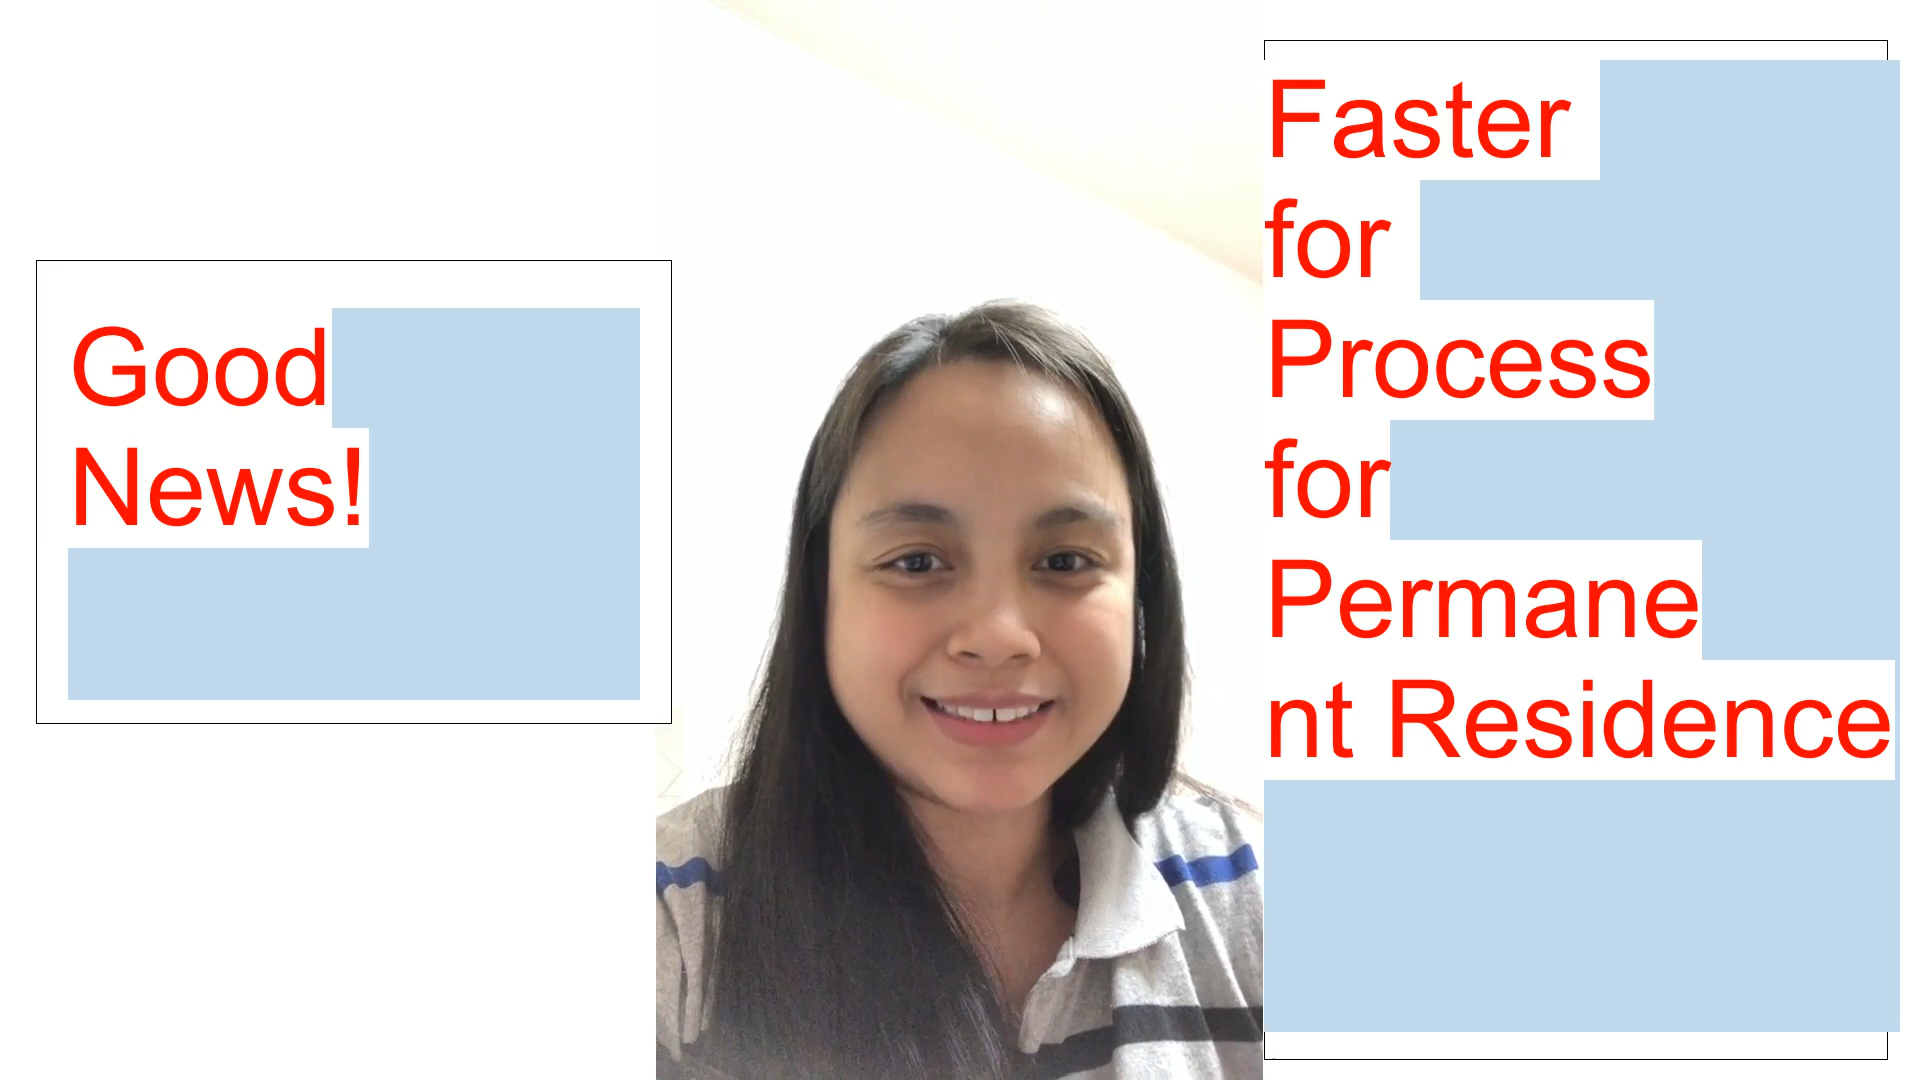 Good
News!
Faster
for
Process
for
Permane
nt Residence